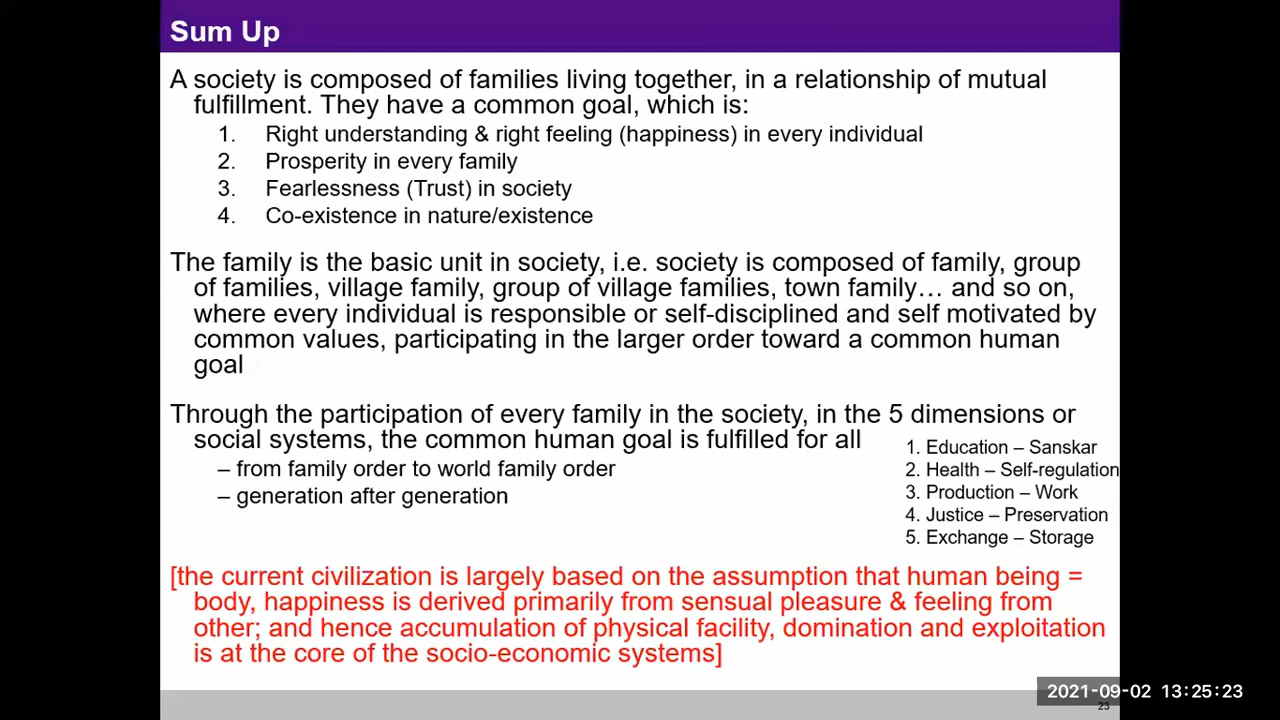 Sum Up
A society is composed of families living together, in a relationship of mutual
fulfillment. They have a common goal, which is:
1. Right understanding & right feeling (happiness) in every individual
2. Prosperity in every family
3. Fearlessness (Trust) in society
4. Co-existence in nature/existence
The family is the basic unit in society, i.e. society is composed of family, group
of families, village family, group of village families, town family… and so on,
where every individual is responsible or self-disciplined and self motivated by
common values, participating in the larger order toward a common human
goal
Through the participation of every family in the society, in the 5 dimensions or
social systems, the common human goal is fulfilled for all
– from family order to world family order
– generation after generation
1. Education – Sanskar
2. Health – Self-regulation
3. Production – Work
4. Justice – Preservation
5. Exchange – Storage
[the current civilization is largely based on the assumption that human being =
body, happiness is derived primarily from sensual pleasure & feeling from
other; and hence accumulation of physical facility, domination and exploitation
is at the core of the socio-economic systems]
2021-09-02 13:25:23
23